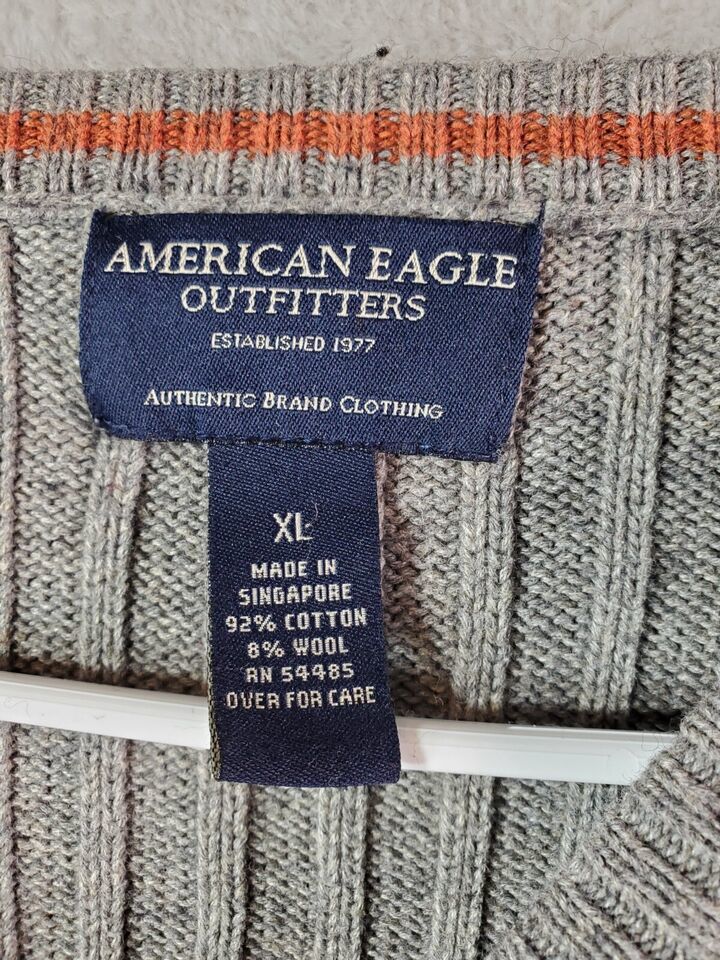 AMERICAN EAGLE
OUTFITTERS
ESTABLISHED 1977
AUTHENTIC BRAND CLOTHING
XL
MADE IN
SINGAPORE
92% COTTON
8% WOOL
RN 54485
OVER FOR CARE